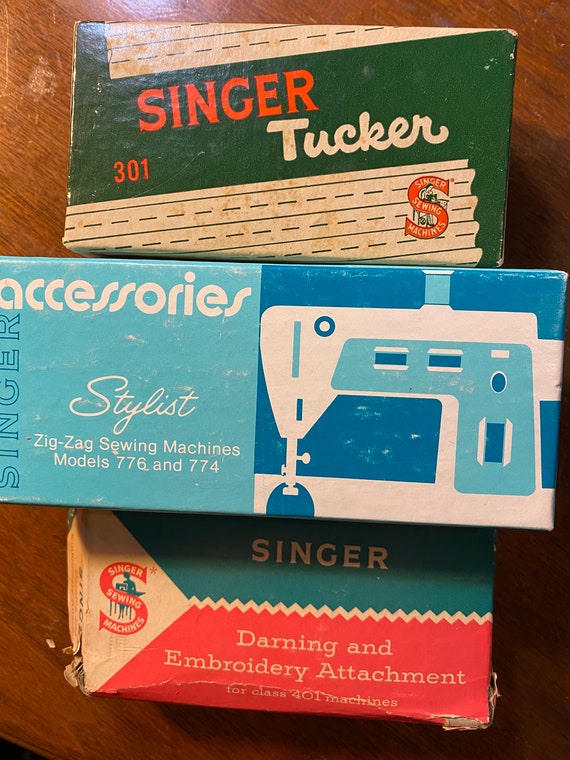 SINGER
Tucker
301
SINGER
SEWING
MACHINES
accessories
SINGER
Stylist
Zig-Zag Sewing Machines
Models 776 and 774
SINGER
SINGER
SEWING
MACHINES
Darning and
Embroidery Attachment
for class 401 machines